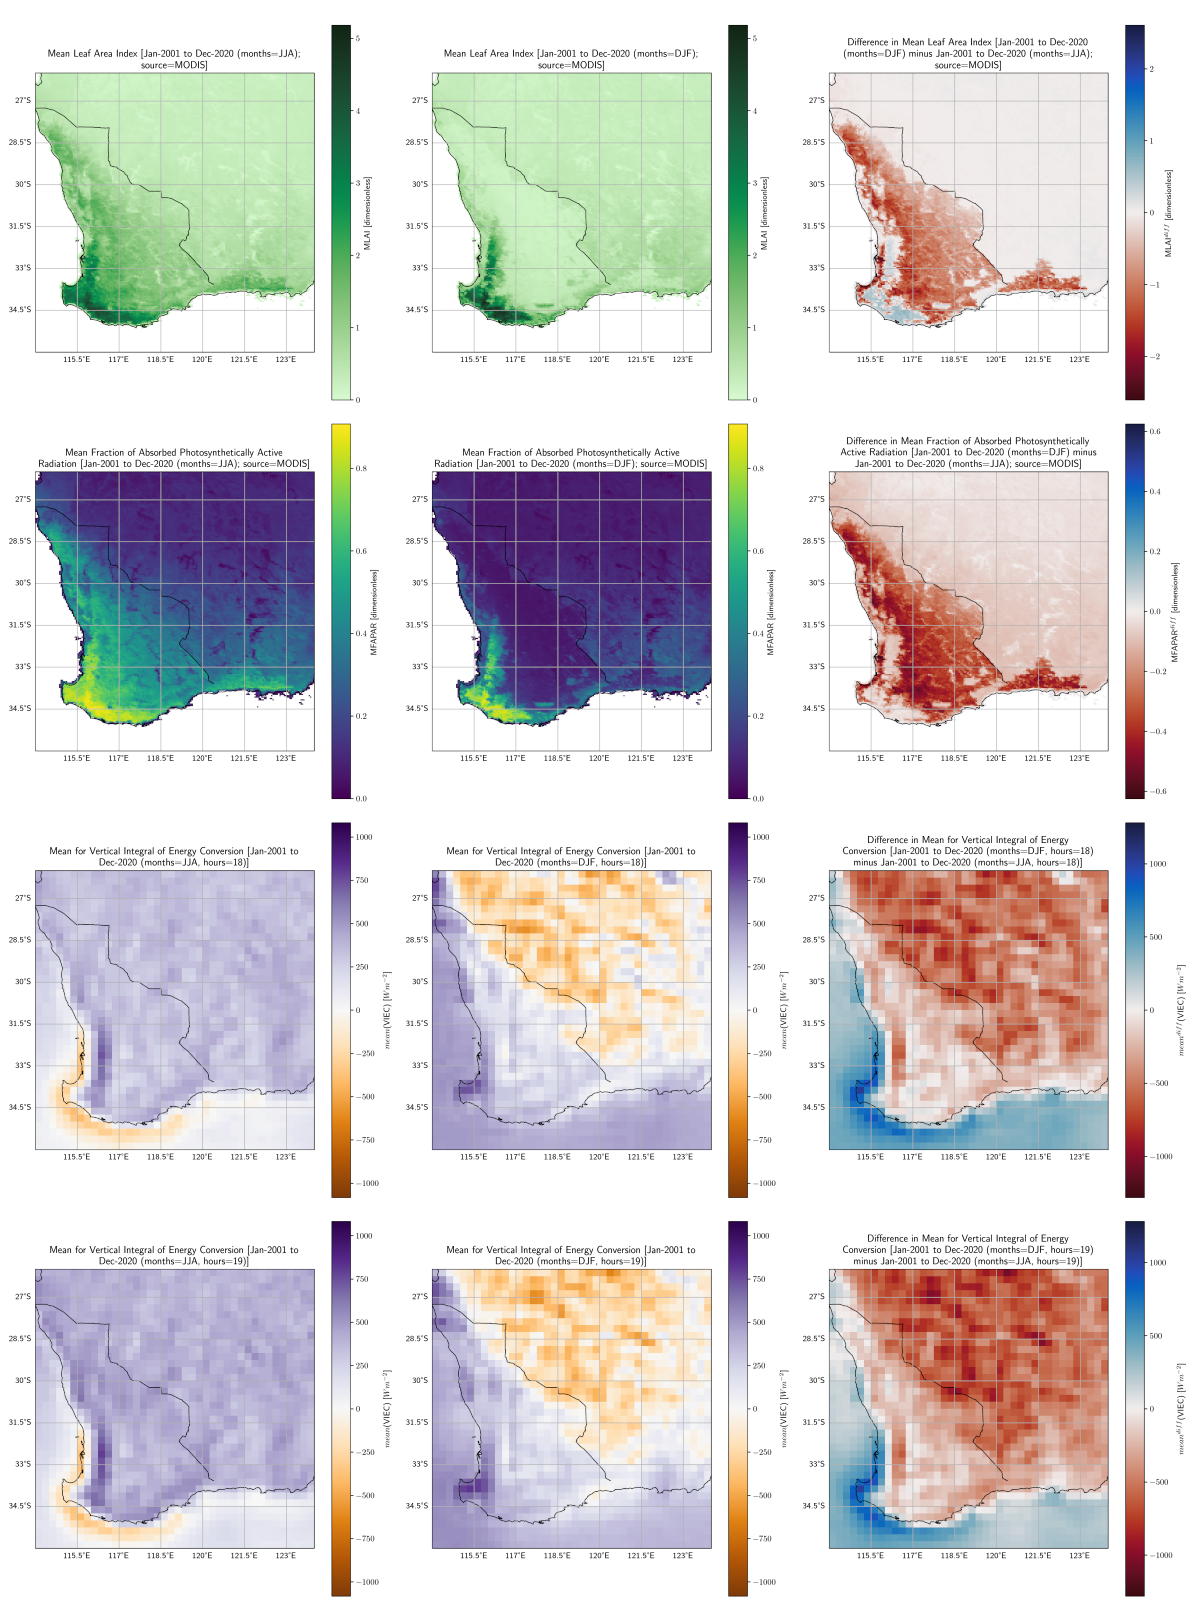 Mean Leaf Area Index [Jan-2001 to Dec-2020 (months=JJA);
source=MODIS]
27°S
28.5°S
30°S
31.5°S
33°S
34.5°S
115.5°E
117°E
118.5°E
120°E
121.5°E
123°E
5
4
3
2
1
0
MLAI [dimensionless]
Mean Leaf Area Index [Jan-2001 to Dec-2020 (months=DJF);
source=MODIS]
115.5°E
117°E
118.5°E
120°E
121.5°E
123°E
5
4
3
2
1
0
MLAI [dimensionless]
Difference in Mean Leaf Area Index [Jan-2001 to Dec-2020
(months=DJF) minus Jan-2001 to Dec-2020 (months=JJA);
source=MODIS]
27°S
28.5°S
30°S
31.5°S
33°S
34.5°S
115.5°E
117°E
118.5°E
120°E
121.5°E
123°E
2
1
0
−1
−2
MLAI^diff [dimensionless]
Mean Fraction of Absorbed Photosynthetically Active
Radiation [Jan-2001 to Dec-2020 (months=JJA); source=MODIS]
27°S
28.5°S
30°S
31.5°S
33°S
34.5°S
115.5°E
117°E
118.5°E
120°E
121.5°E
123°E
0.8
0.6
0.4
0.2
0.0
MFAPAR [dimensionless]
Mean Fraction of Absorbed Photosynthetically Active
Radiation [Jan-2001 to Dec-2020 (months=DJF); source=MODIS]
27°S
28.5°S
30°S
31.5°S
33°S
34.5°S
115.5°E
117°E
118.5°E
120°E
121.5°E
123°E
0.8
0.6
0.4
0.2
0.0
MFAPAR [dimensionless]
Difference in Mean Fraction of Absorbed Photosynthetically
Active Radiation [Jan-2001 to Dec-2020 (months=DJF) minus
Jan-2001 to Dec-2020 (months=JJA); source=MODIS]
27°S
28.5°S
30°S
31.5°S
33°S
34.5°S
115.5°E
117°E
118.5°E
120°E
121.5°E
123°E
0.6
0.4
0.2
0.0
−0.2
−0.4
−0.6
MFAPAR^diff [dimensionless]
Mean for Vertical Integral of Energy Conversion [Jan-2001 to
Dec-2020 (months=JJA, hours=18)]
27°S
28.5°S
30°S
31.5°S
33°S
34.5°S
115.5°E
117°E
118.5°E
120°E
121.5°E
123°E
1000
750
500
250
0
−250
−500
−750
−1000
mean(VIEC) [Wm⁻²]
Mean for Vertical Integral of Energy Conversion [Jan-2001 to
Dec-2020 (months=DJF, hours=18)]
27°S
28.5°S
30°S
31.5°S
33°S
34.5°S
115.5°E
117°E
118.5°E
120°E
121.5°E
123°E
1000
750
500
250
0
−250
−500
−750
−1000
mean(VIEC) [Wm⁻²]
Difference in Mean for Vertical Integral of Energy
Conversion [Jan-2001 to Dec-2020 (months=DJF, hours=18)
minus Jan-2001 to Dec-2020 (months=JJA, hours=18)]
27°S
28.5°S
30°S
31.5°S
33°S
34.5°S
115.5°E
117°E
118.5°E
120°E
121.5°E
123°E
1000
500
0
−500
−1000
mean^diff(VIEC) [Wm⁻²]
Mean for Vertical Integral of Energy Conversion [Jan-2001 to
Dec-2020 (months=JJA, hours=19)]
27°S
28.5°S
30°S
31.5°S
33°S
34.5°S
115.5°E
117°E
118.5°E
120°E
121.5°E
123°E
1000
750
500
250
0
−250
−500
−750
−1000
mean(VIEC) [Wm⁻²]
Mean for Vertical Integral of Energy Conversion [Jan-2001 to
Dec-2020 (months=DJF, hours=19)]
27°S
28.5°S
30°S
31.5°S
33°S
34.5°S
115.5°E
117°E
118.5°E
120°E
121.5°E
123°E
1000
750
500
250
0
−250
−500
−750
−1000
mean(VIEC) [Wm⁻²]
Difference in Mean for Vertical Integral of Energy
Conversion [Jan-2001 to Dec-2020 (months=DJF, hours=19)
minus Jan-2001 to Dec-2020 (months=JJA, hours=19)]
27°S
28.5°S
30°S
31.5°S
33°S
34.5°S
115.5°E
117°E
118.5°E
120°E
121.5°E
123°E
1000
500
0
−500
−1000
mean^diff(VIEC) [Wm⁻²]